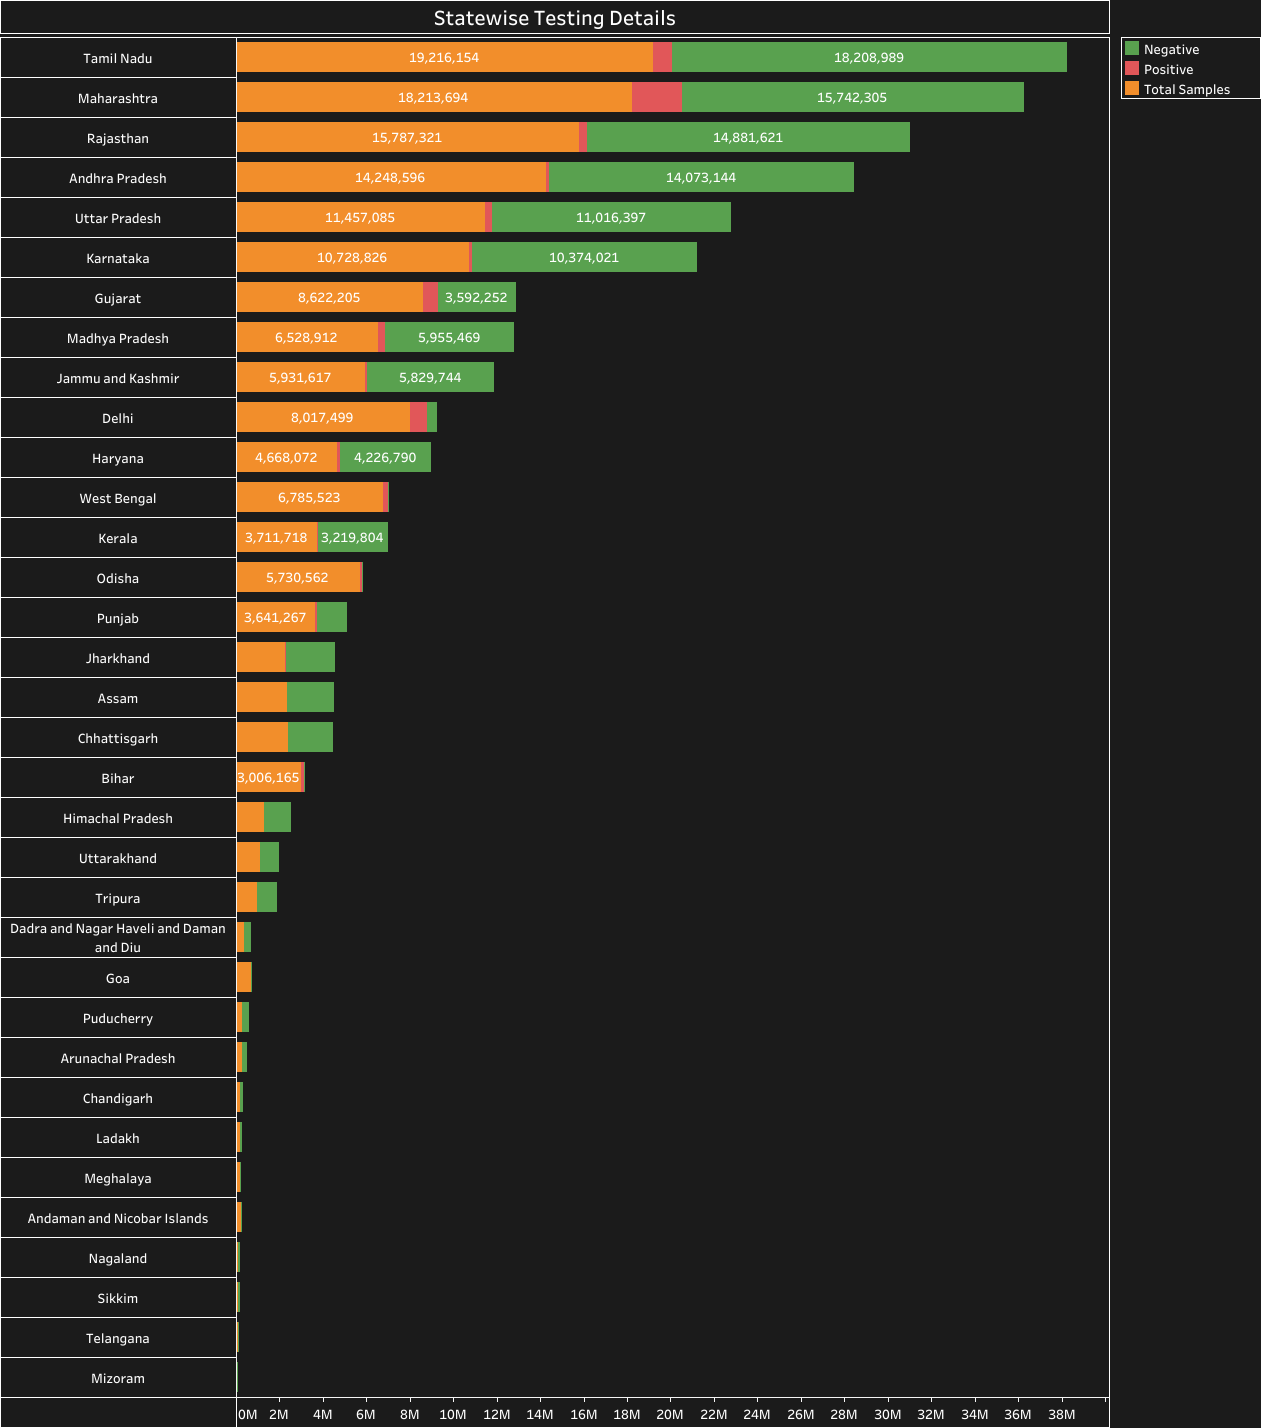 Statewise Testing Details
Negative
Positive
Total Samples
Tamil Nadu 19,216,154 18,208,989
Maharashtra 18,213,694 15,742,305
Rajasthan 15,787,321 14,881,621
Andhra Pradesh 14,248,596 14,073,144
Uttar Pradesh 11,457,085 11,016,397
Karnataka 10,728,826 10,374,021
Gujarat 8,622,205 3,592,252
Madhya Pradesh 6,528,912 5,955,469
Jammu and Kashmir 5,931,617 5,829,744
Delhi 8,017,499
Haryana 4,668,072 4,226,790
West Bengal 6,785,523
Kerala 3,711,718 3,219,804
Odisha 5,730,562
Punjab 3,641,267
Jharkhand
Assam
Chhattisgarh
Bihar 3,006,165
Himachal Pradesh
Uttarakhand
Tripura
Dadra and Nagar Haveli and Daman
and Diu
Goa
Puducherry
Arunachal Pradesh
Chandigarh
Ladakh
Meghalaya
Andaman and Nicobar Islands
Nagaland
Sikkim
Telangana
Mizoram
0M 2M 4M 6M 8M 10M 12M 14M 16M 18M 20M 22M 24M 26M 28M 30M 32M 34M 36M 38M